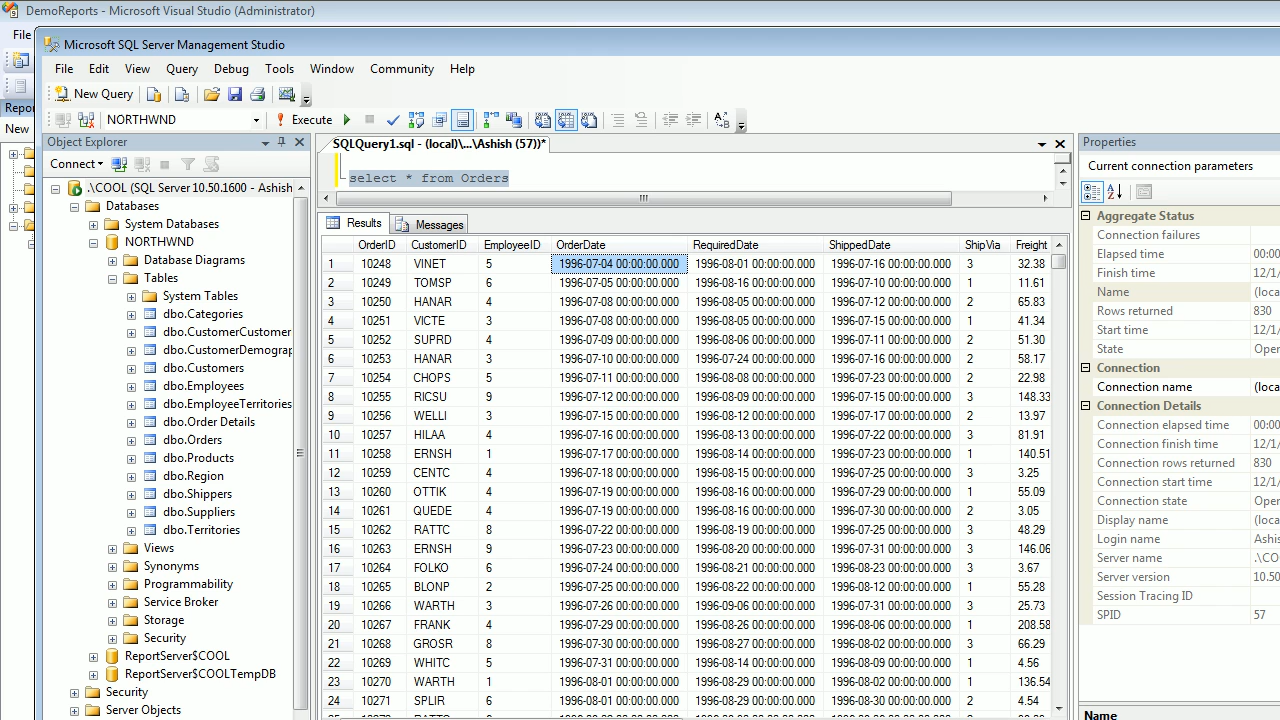 DemoReports - Microsoft Visual Studio (Administrator)
File
Microsoft SQL Server Management Studio
File Edit View Query Debug Tools Window Community Help
New Query
NORTHWND Execute
Repor
New
Object Explorer
Connect
.\COOL (SQL Server 10.50.1600 - Ashish
Databases
System Databases
NORTHWND
Database Diagrams
Tables
System Tables
dbo.Categories
dbo.CustomerCustomer
dbo.CustomerDemograp
dbo.Customers
dbo.Employees
dbo.EmployeeTerritories
dbo.Order Details
dbo.Orders
dbo.Products
dbo.Region
dbo.Shippers
dbo.Suppliers
dbo.Territories
Views
Synonyms
Programmability
Service Broker
Storage
Security
ReportServer$COOL
ReportServer$COOLTempDB
Security
Server Objects
SQLQuery1.sql - (local)\...\Ashish (57))*
select * from Orders
Results Messages
OrderID CustomerID EmployeeID OrderDate RequiredDate ShippedDate ShipVia Freight
1 10248 VINET 5 1996-07-04 00:00:00.000 1996-08-01 00:00:00.000 1996-07-16 00:00:00.000 3 32.38
2 10249 TOMSP 6 1996-07-05 00:00:00.000 1996-08-16 00:00:00.000 1996-07-10 00:00:00.000 1 11.61
3 10250 HANAR 4 1996-07-08 00:00:00.000 1996-08-05 00:00:00.000 1996-07-12 00:00:00.000 2 65.83
4 10251 VICTE 3 1996-07-08 00:00:00.000 1996-08-05 00:00:00.000 1996-07-15 00:00:00.000 1 41.34
5 10252 SUPRD 4 1996-07-09 00:00:00.000 1996-08-06 00:00:00.000 1996-07-11 00:00:00.000 2 51.30
6 10253 HANAR 3 1996-07-10 00:00:00.000 1996-07-24 00:00:00.000 1996-07-16 00:00:00.000 2 58.17
7 10254 CHOPS 5 1996-07-11 00:00:00.000 1996-08-08 00:00:00.000 1996-07-23 00:00:00.000 2 22.98
8 10255 RICSU 9 1996-07-12 00:00:00.000 1996-08-09 00:00:00.000 1996-07-15 00:00:00.000 3 148.33
9 10256 WELLI 3 1996-07-15 00:00:00.000 1996-08-12 00:00:00.000 1996-07-17 00:00:00.000 2 13.97
10 10257 HILAA 4 1996-07-16 00:00:00.000 1996-08-13 00:00:00.000 1996-07-22 00:00:00.000 3 81.91
11 10258 ERNSH 1 1996-07-17 00:00:00.000 1996-08-14 00:00:00.000 1996-07-23 00:00:00.000 1 140.51
12 10259 CENTC 4 1996-07-18 00:00:00.000 1996-08-15 00:00:00.000 1996-07-25 00:00:00.000 3 3.25
13 10260 OTTIK 4 1996-07-19 00:00:00.000 1996-08-16 00:00:00.000 1996-07-29 00:00:00.000 1 55.09
14 10261 QUEDE 4 1996-07-19 00:00:00.000 1996-08-16 00:00:00.000 1996-07-30 00:00:00.000 2 3.05
15 10262 RATTC 8 1996-07-22 00:00:00.000 1996-08-19 00:00:00.000 1996-07-25 00:00:00.000 3 48.29
16 10263 ERNSH 9 1996-07-23 00:00:00.000 1996-08-20 00:00:00.000 1996-07-31 00:00:00.000 3 146.06
17 10264 FOLKO 6 1996-07-24 00:00:00.000 1996-08-21 00:00:00.000 1996-08-23 00:00:00.000 3 3.67
18 10265 BLONP 2 1996-07-25 00:00:00.000 1996-08-22 00:00:00.000 1996-08-12 00:00:00.000 1 55.28
19 10266 WARTH 3 1996-07-26 00:00:00.000 1996-09-06 00:00:00.000 1996-07-31 00:00:00.000 3 25.73
20 10267 FRANK 4 1996-07-29 00:00:00.000 1996-08-26 00:00:00.000 1996-08-06 00:00:00.000 1 208.58
21 10268 GROSR 8 1996-07-30 00:00:00.000 1996-08-27 00:00:00.000 1996-08-02 00:00:00.000 3 66.29
22 10269 WHITC 5 1996-07-31 00:00:00.000 1996-08-14 00:00:00.000 1996-08-09 00:00:00.000 1 4.56
23 10270 WARTH 1 1996-08-01 00:00:00.000 1996-08-29 00:00:00.000 1996-08-02 00:00:00.000 1 136.54
24 10271 SPLIR 6 1996-08-01 00:00:00.000 1996-08-29 00:00:00.000 1996-08-30 00:00:00.000 2 4.54
Properties
Current connection parameters
Aggregate Status
Connection failures
Elapsed time 00:00
Finish time 12/1/
Name (loca
Rows returned 830
Start time 12/1/
State Open
Connection
Connection name (loca
Connection Details
Connection elapsed time 00:00
Connection finish time 12/1/
Connection rows returned 830
Connection start time 12/1/
Connection state Open
Display name (loca
Login name Ashis
Server name .\CO
Server version 10.50
Session Tracing ID
SPID 57
Name